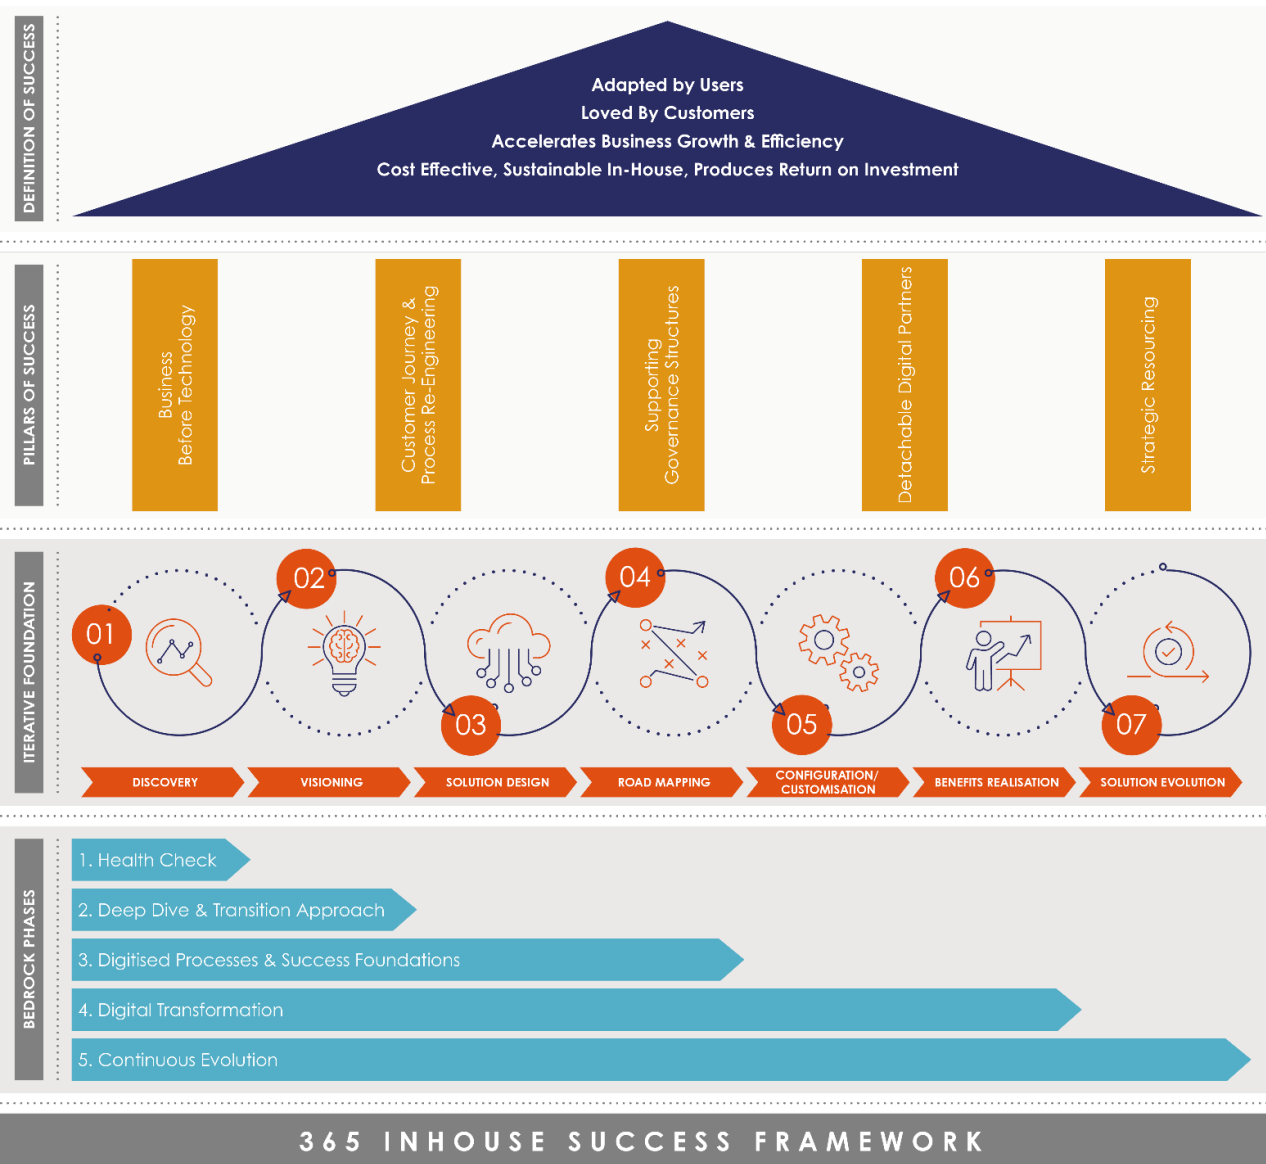 DEFINITION OF SUCCESS
Adapted by Users
Loved By Customers
Accelerates Business Growth & Efficiency
Cost Effective, Sustainable In-House, Produces Return on Investment
PILLARS OF SUCCESS
Business
Before Technology
Customer Journey &
Process Re-Engineering
Supporting
Governance Structures
Detachable Digital Partners
Strategic Resourcing
ITERATIVE FOUNDATION
01
02
03
04
05
06
07
DISCOVERY
VISIONING
SOLUTION DESIGN
ROAD MAPPING
CONFIGURATION/
CUSTOMISATION
BENEFITS REALISATION
SOLUTION EVOLUTION
BEDROCK PHASES
1. Health Check
2. Deep Dive & Transition Approach
3. Digitised Processes & Success Foundations
4. Digital Transformation
5. Continuous Evolution
365 INHOUSE SUCCESS FRAMEWORK